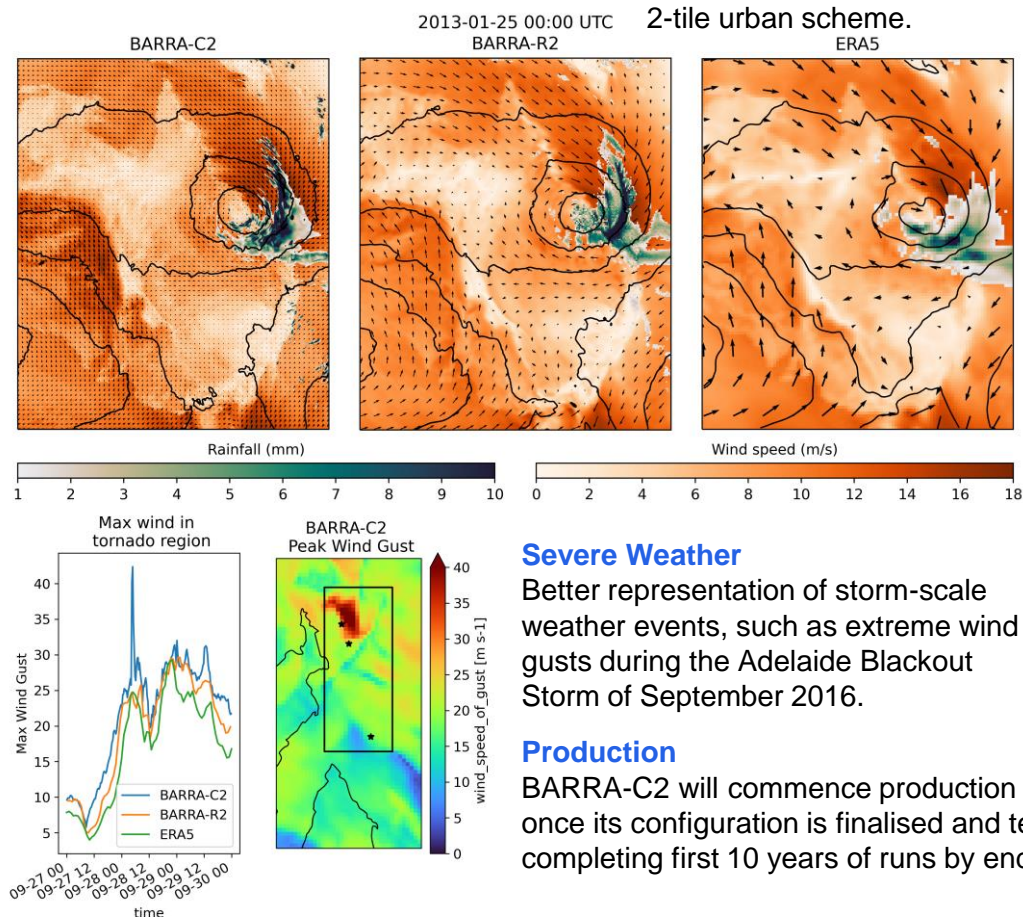 2-tile urban scheme.
2013-01-25 00:00 UTC
BARRA-C2
BARRA-R2
ERA5
Rainfall (mm)
1 2 3 4 5 6 7 8 9 10
Wind speed (m/s)
0 2 4 6 8 10 12 14 16 18
Max wind in
tornado region
Max Wind Gust
40
35
30
25
20
15
10
5
BARRA-C2
BARRA-R2
ERA5
09-27 00
09-27 12
09-28 00
09-28 12
09-29 00
09-29 12
09-30 00
time
BARRA-C2
Peak Wind Gust
40
35
30
25
20
15
10
5
0
wind_speed_of_gust [m s-1]
Severe Weather
Better representation of storm-scale
weather events, such as extreme wind
gusts during the Adelaide Blackout
Storm of September 2016.
Production
BARRA-C2 will commence production
once its configuration is finalised and
completing first 10 years of runs by